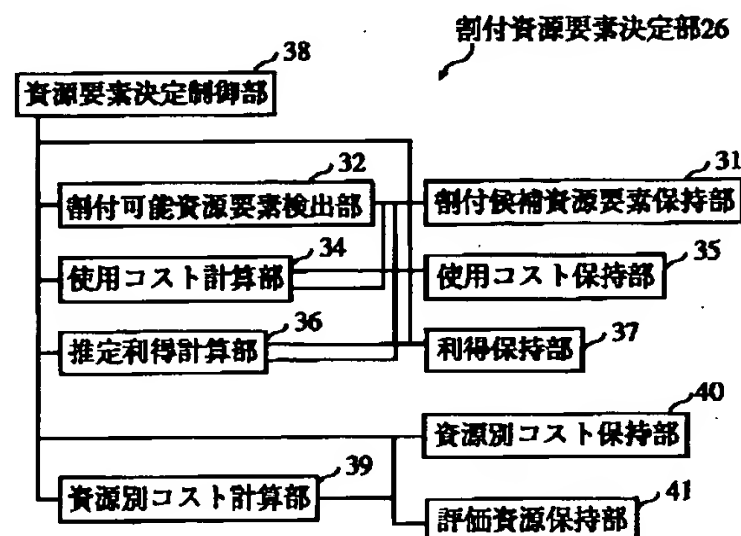 割付資源要素決定部26
38
資源要素決定制御部
32
割付可能資源要素検出部
31
割付候補資源要素保持部
34
使用コスト計算部
35
使用コスト保持部
36
推定利得計算部
37
利得保持部
40
資源別コスト保持部
39
資源別コスト計算部
41
評価資源保持部